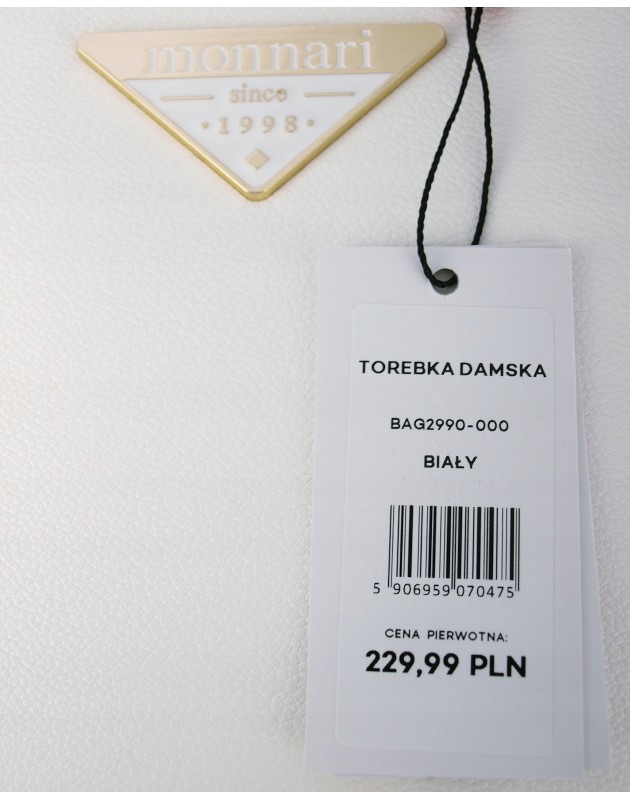 monnari
since
• 1998 •
TOREBKA DAMSKA
BAG2990-000
BIAŁY
5 906959 070475
CENA PIERWOTNA:
229,99 PLN